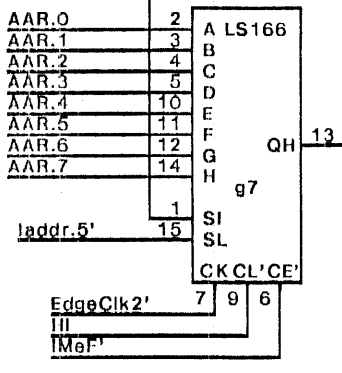 AAR.0 2 A LS166
AAR.1 3 B
AAR.2 4 C
AAR.3 5 D
AAR.4 10 E
AAR.5 11 F
AAR.6 12 G QH 13
AAR.7 14 H
g7
1 SI
Iaddr.5' 15 SL
CK CL' CE'
7 9 6
EdgeClk2'
III
IMeF'